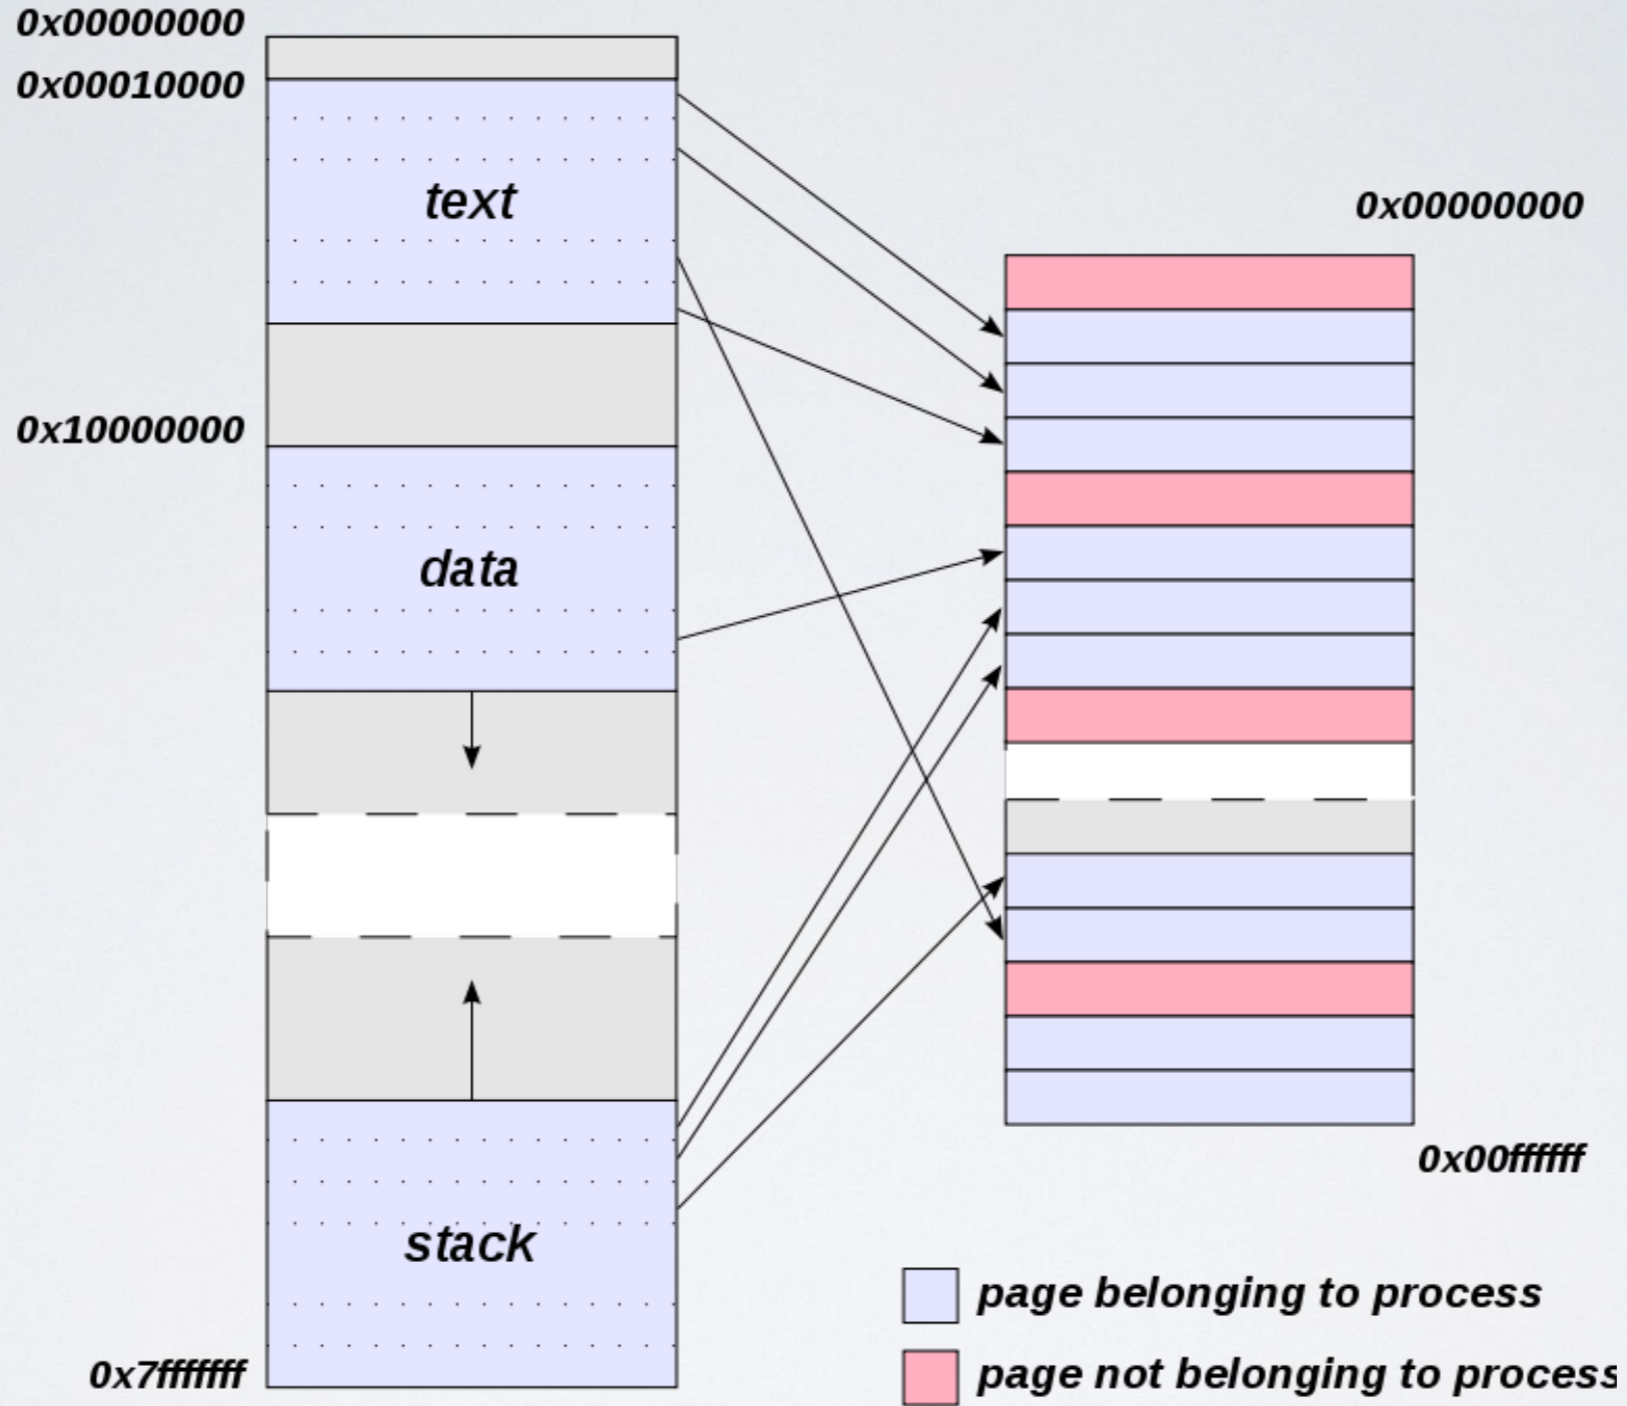 0x00000000
0x00010000
text
0x00000000
0x10000000
data
0x00ffffff
stack
page belonging to process
0x7fffffff
page not belonging to process